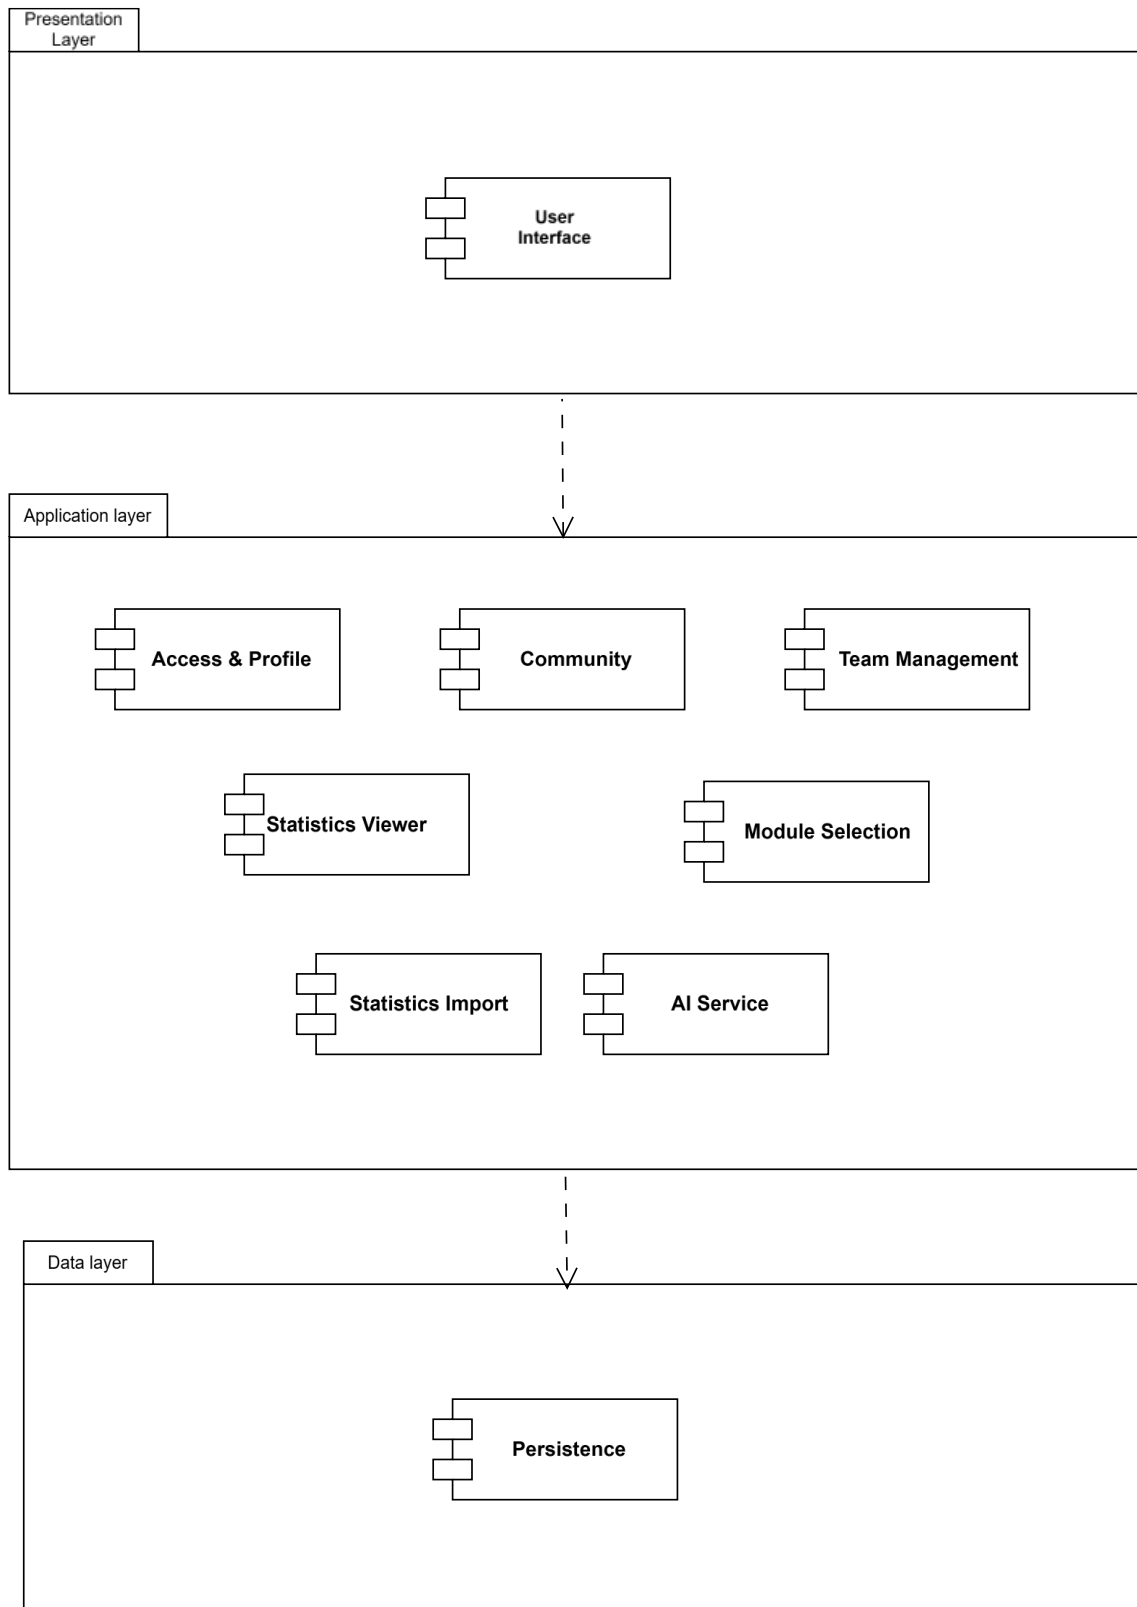 Presentation
Layer
User
Interface
Application layer
Access & Profile
Community
Team Management
Statistics Viewer
Module Selection
Statistics Import
AI Service
Data layer
Persistence